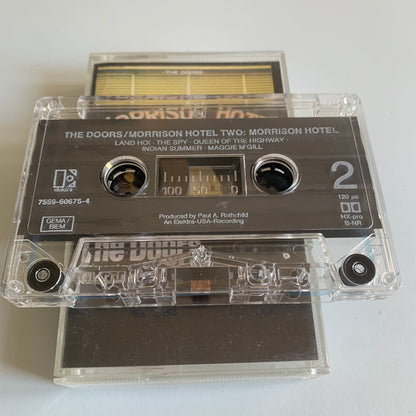 THE DOORS
MORRISON HOTEL
THE DOORS/MORRISON HOTEL TWO: MORRISON HOTEL
LAND HO! · THE SPY · QUEEN OF THE HIGHWAY ·
INDIAN SUMMER · MAGGIE M'GILL
elektra
7559-60675-4
100 50 0
2
120 µs
GEMA/
BIEM
Produced by Paul A. Rothchild
An Elektra-USA-Recording
HX-pro
B-NR
The Doors